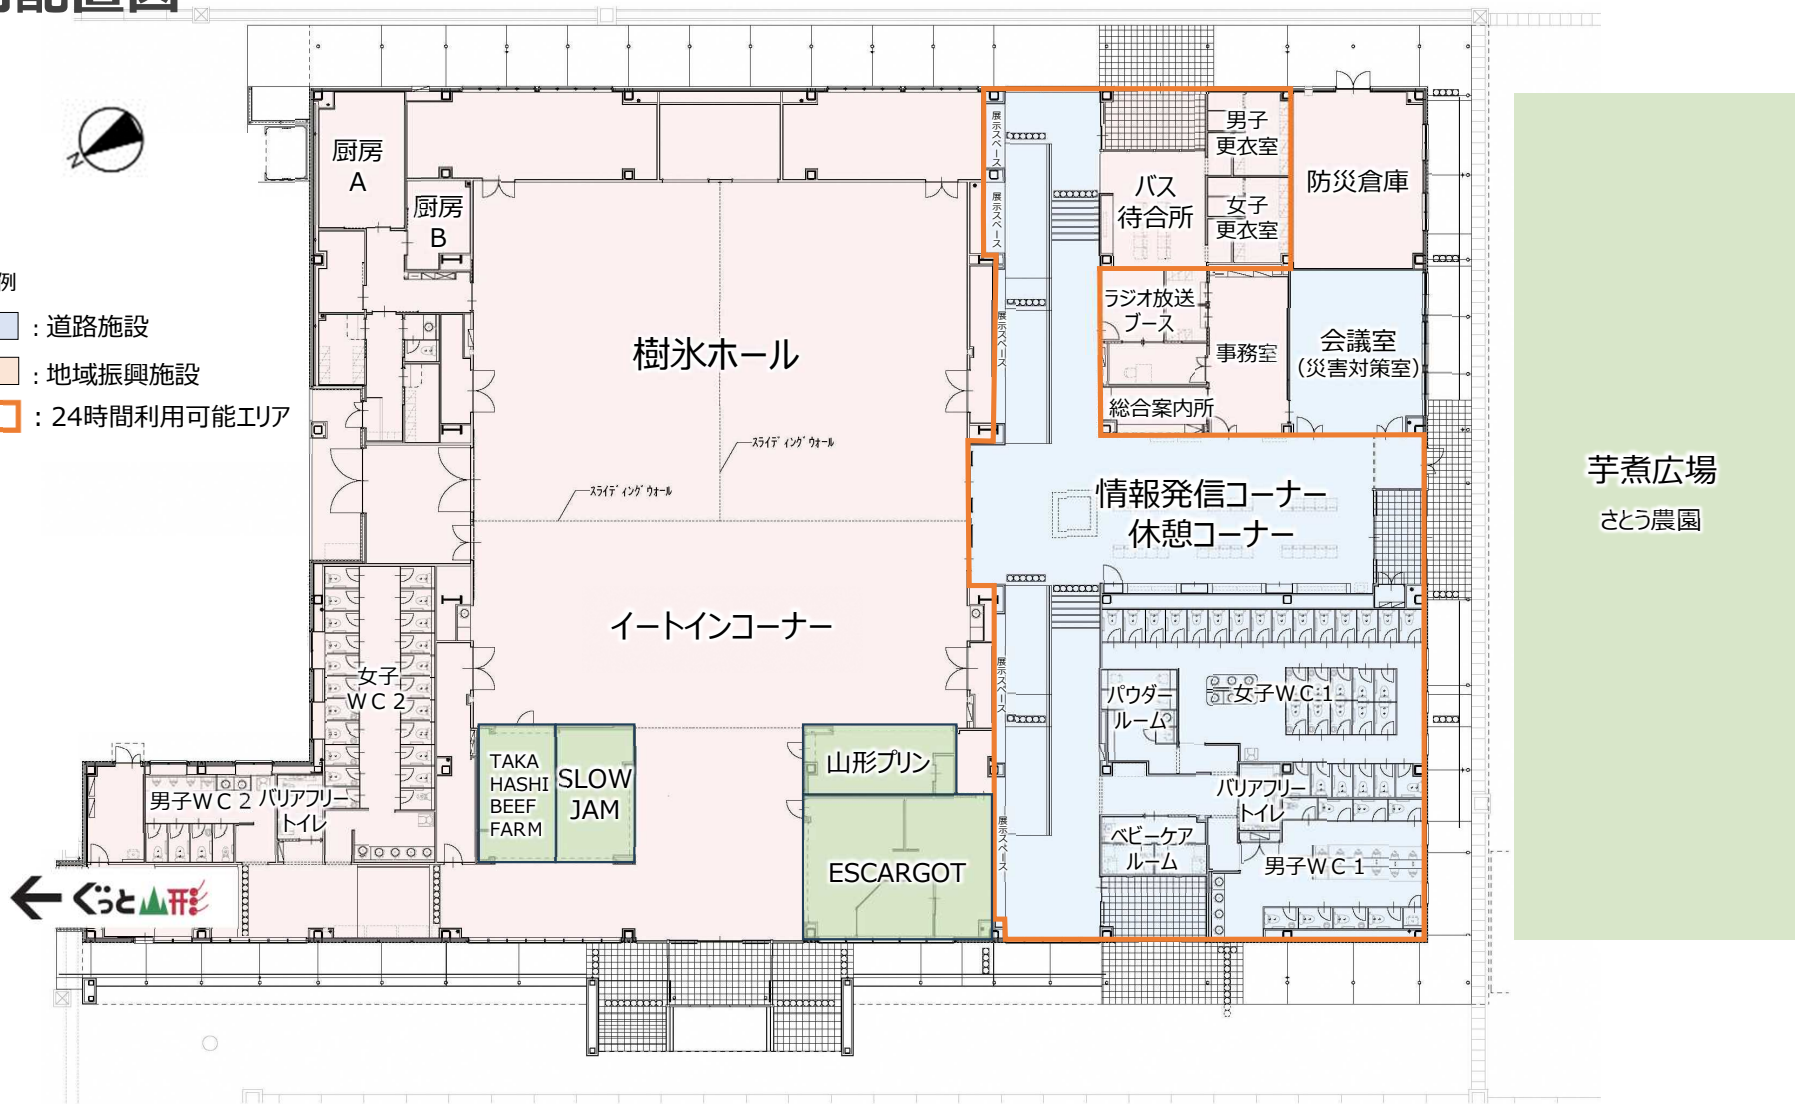 配置図
例
：道路施設
：地域振興施設
：24時間利用可能エリア
厨房
A
厨房
B
樹氷ホール
スライディングウォール
スライディングウォール
イートインコーナー
展示スペース
展示スペース
展示スペース
展示スペース
展示スペース
バス
待合所
男子
更衣室
女子
更衣室
防災倉庫
ラジオ放送
ブース
事務室
会議室
(災害対策室)
総合案内所
情報発信コーナー
休憩コーナー
芋煮広場
さとう農園
女子
WC2
男子WC2
バリアフリー
トイレ
TAKA
HASHI
BEEF
FARM
SLOW
JAM
山形プリン
ESCARGOT
パウダー
ルーム
女子WC1
バリアフリー
トイレ
ベビーケア
ルーム
男子WC1
←ぐっと山形
N